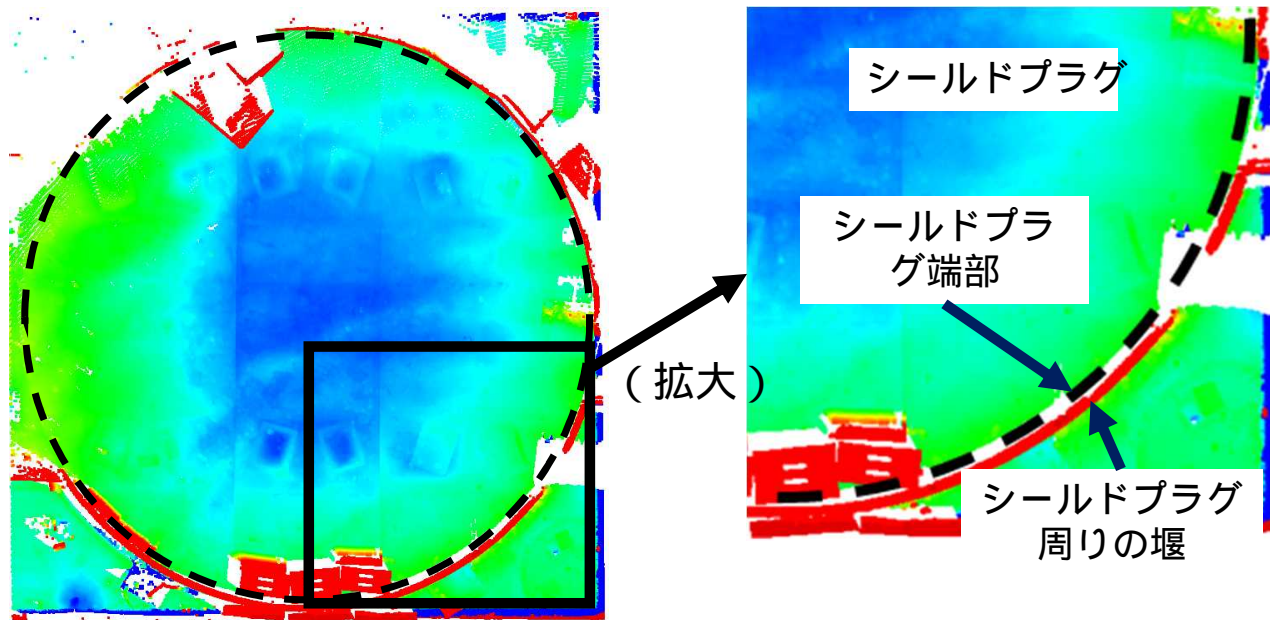 シールドプラグ
シールドプラ
グ端部
（拡大）
シールドプラグ
周りの堰